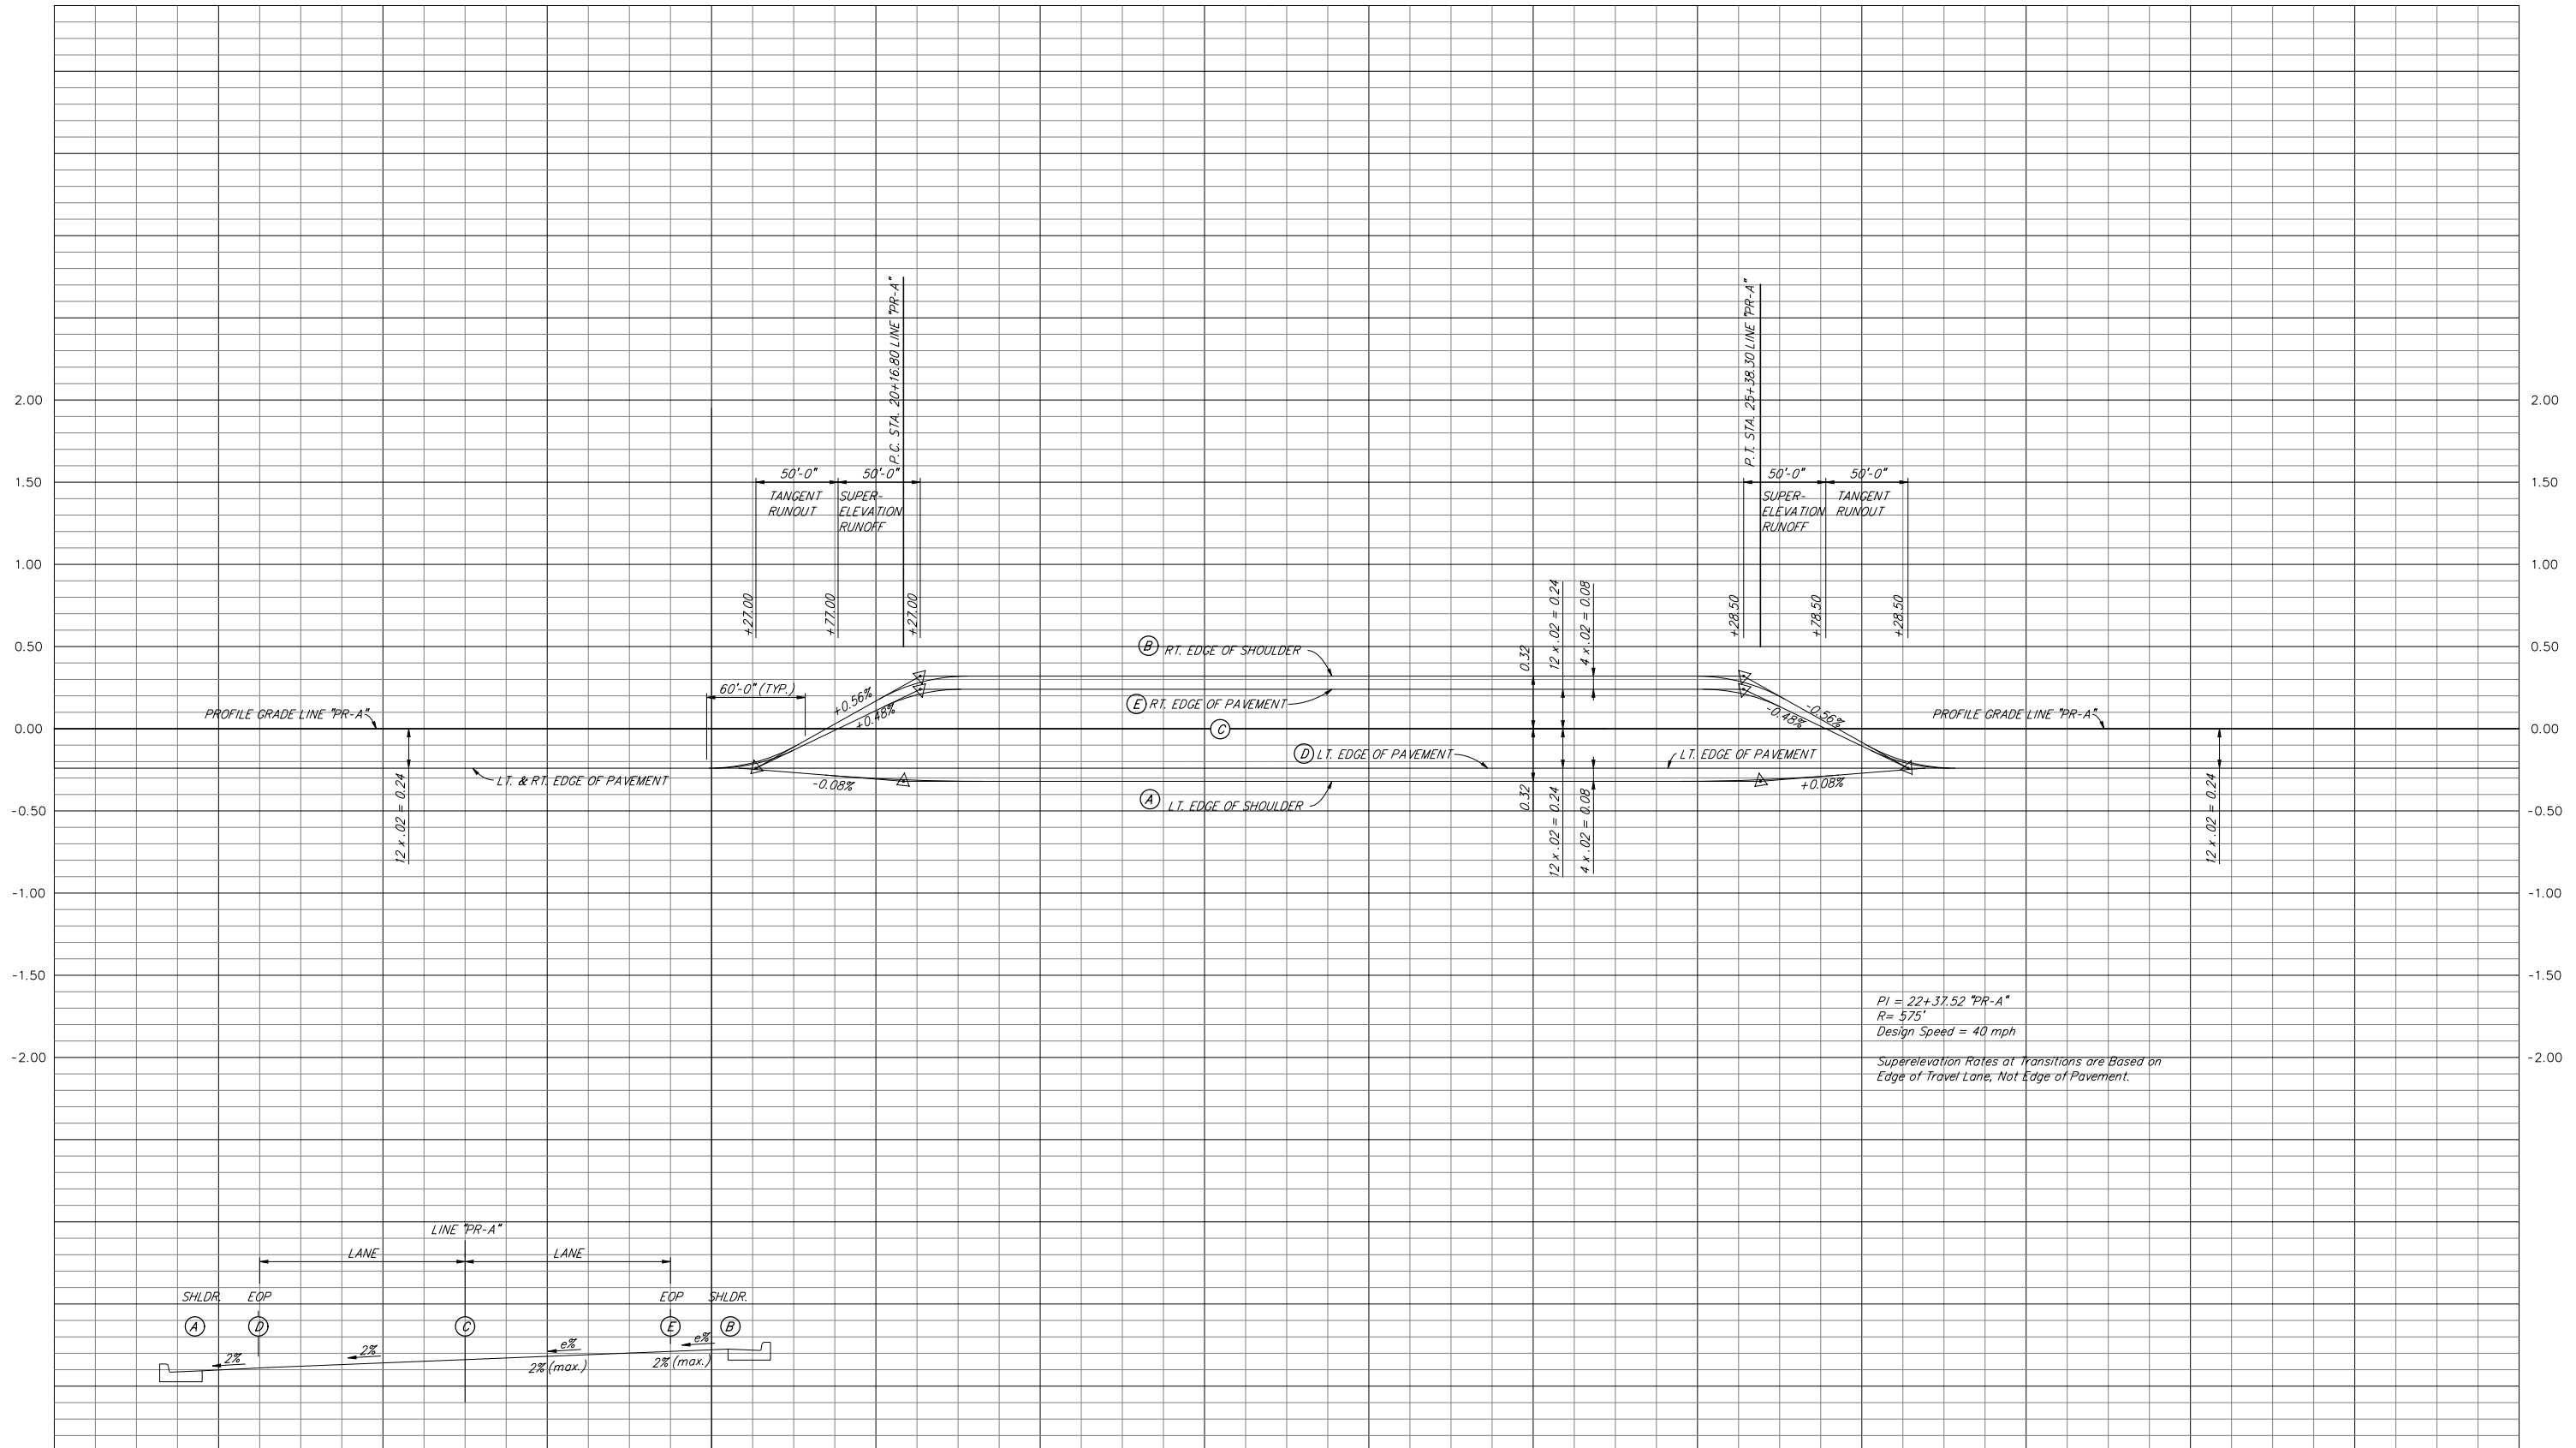 P.C. STA. 20+16.80 LINE "PR-A"
P.T. STA. 25+38.30 LINE "PR-A"
2.00
2.00
50'-0"
50'-0"
50'-0"
50'-0"
1.50
1.50
TANGENT
RUNOUT
SUPER-
ELEVATION
RUNOFF
SUPER-
ELEVATION
RUNOFF
TANGENT
RUNOUT
1.00
1.00
+27.00
+77.00
+27.00
12 x .02 = 0.24
4 x .02 = 0.08
+28.50
+78.50
+28.50
0.50
0.50
B RT. EDGE OF SHOULDER
0.32
60'-0" (TYP.)
+0.56%
+0.48%
E RT. EDGE OF PAVEMENT
-0.56%
-0.48%
PROFILE GRADE LINE "PR-A"
PROFILE GRADE LINE "PR-A"
0.00
C
0.00
D LT. EDGE OF PAVEMENT
LT. EDGE OF PAVEMENT
LT. & RT. EDGE OF PAVEMENT
-0.08%
+0.08%
A LT. EDGE OF SHOULDER
12 x .02 = 0.24
0.32
12 x .02 = 0.24
4 x .02 = 0.08
12 x .02 = 0.24
-0.50
-0.50
-1.00
-1.00
-1.50
-1.50
PI = 22+37.52 "PR-A"
R= 575'
Design Speed = 40 mph
-2.00
-2.00
Superelevation Rates at Transitions are Based on
Edge of Travel Lane, Not Edge of Pavement.
LINE "PR-A"
LANE
LANE
SHLDR.
EOP
EOP
SHLDR.
A
D
C
E
B
2%
2%
e%
e%
2% (max.)
2% (max.)